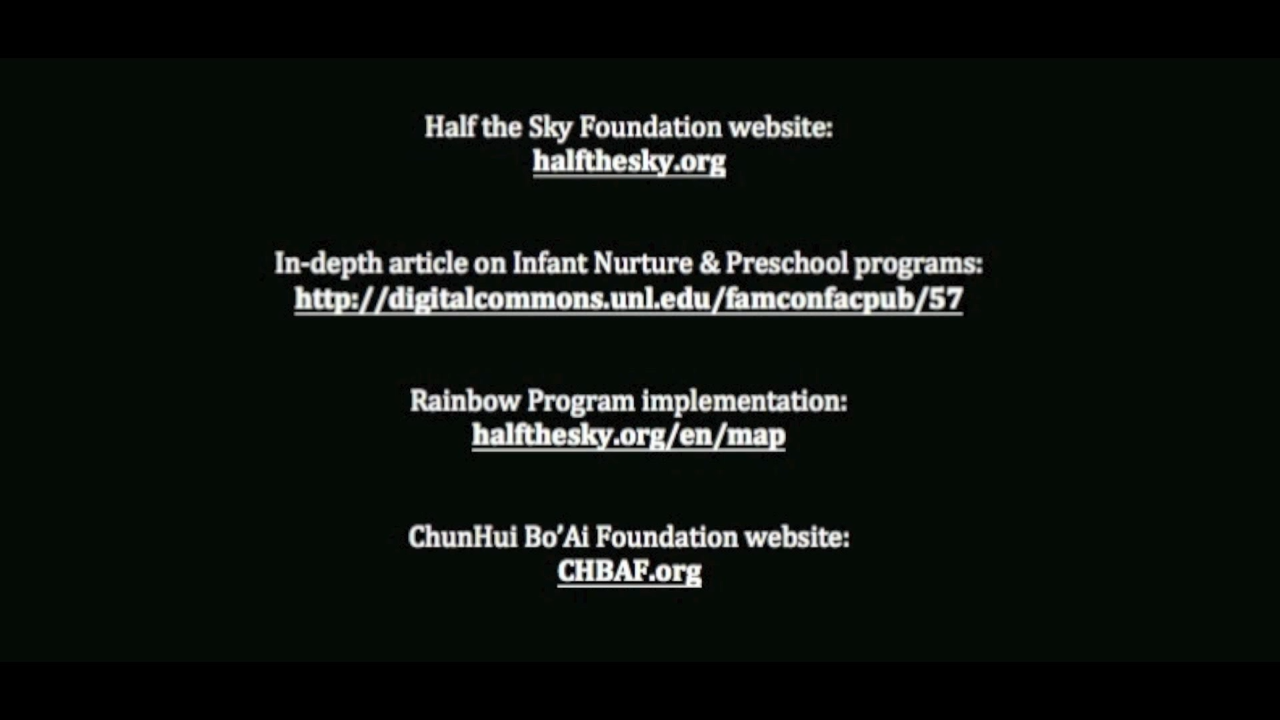 Half the Sky Foundation website:
halfthesky.org
In-depth article on Infant Nurture & Preschool programs:
http://digitalcommons.unl.edu/famconfacpub/57
Rainbow Program implementation:
halfthesky.org/en/map
ChunHui Bo’Ai Foundation website:
CHBAF.org